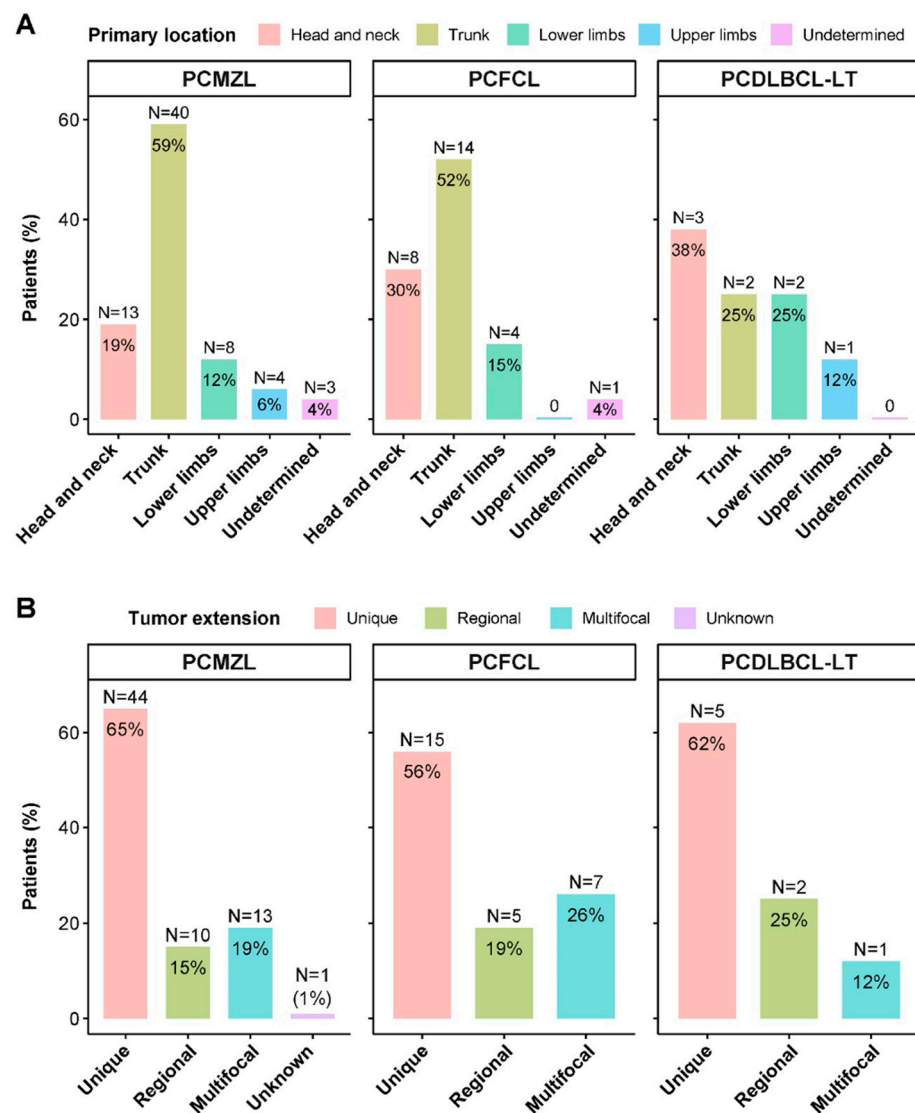 A
Primary location Head and neck Trunk Lower limbs Upper limbs Undetermined
PCMZL PCFCL PCDLBCL-LT
Patients (%)
60
40
20
0
N=13
19%
N=40
59%
N=8
12%
N=4
6%
N=3
4%
N=8
30%
N=14
52%
N=4
15%
0
N=1
4%
N=3
38%
N=2
25%
N=2
25%
N=1
12%
0
Head and neck Trunk Lower limbs Upper limbs Undetermined
Head and neck Trunk Lower limbs Upper limbs Undetermined
Head and neck Trunk Lower limbs Upper limbs Undetermined
B
Tumor extension Unique Regional Multifocal Unknown
PCMZL PCFCL PCDLBCL-LT
Patients (%)
60
40
20
0
N=44
65%
N=10
15%
N=13
19%
N=1
(1%)
N=15
56%
N=5
19%
N=7
26%
N=5
62%
N=2
25%
N=1
12%
Unique Regional Multifocal Unknown
Unique Regional Multifocal
Unique Regional Multifocal